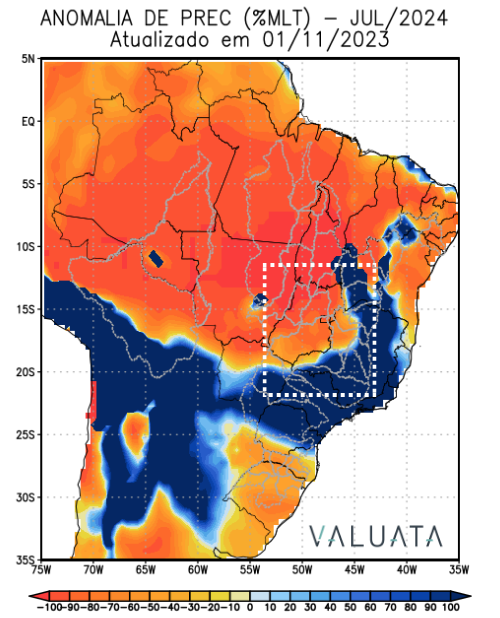 ANOMALIA DE PREC (%MLT) – JUL/2024
Atualizado em 01/11/2023
5N
EQ
5S
10S
15S
20S
25S
30S
35S
75W 70W 65W 60W 55W 50W 45W 40W 35W
VALUATA
-100 -90 -80 -70 -60 -50 -40 -30 -20 -10 0 10 20 30 40 50 60 70 80 90 100